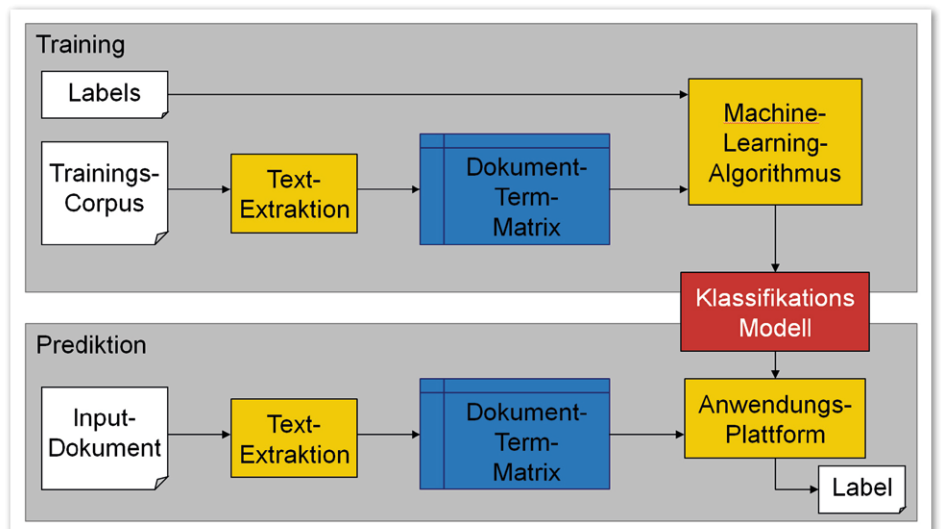 Training
Labels
Trainings-
Corpus
Text-
Extraktion
Dokument-
Term-
Matrix
Machine-
Learning-
Algorithmus
Klassifikations
Modell
Prediktion
Input-
Dokument
Text-
Extraktion
Dokument-
Term-
Matrix
Anwendungs-
Plattform
Label